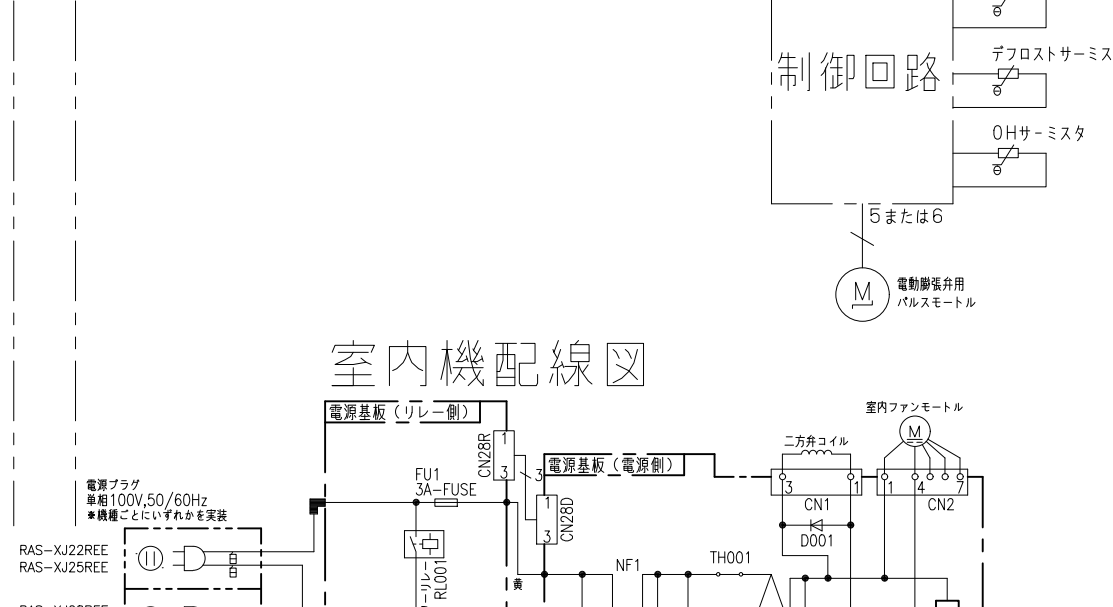 デフロストサーミス
制御回路
OHサーミスタ
5または6
M
電動膨張弁用
パルスモートル
室内機配線図
電源基板（リレー側）
室内ファンモートル
M
CN28R
1
3
3
二方弁コイル
電源基板（電源側）
FU1
3A-FUSE
電源プラグ
単相100V,50/60Hz
※機種ごとにいずれかを実装
3
1
1
4
7
CN1
CN2
CN28D
1
3
D001
RAS-XJ22REE
RAS-XJ25REE
白
白
リレー
RL001
黄
NF1
TH001